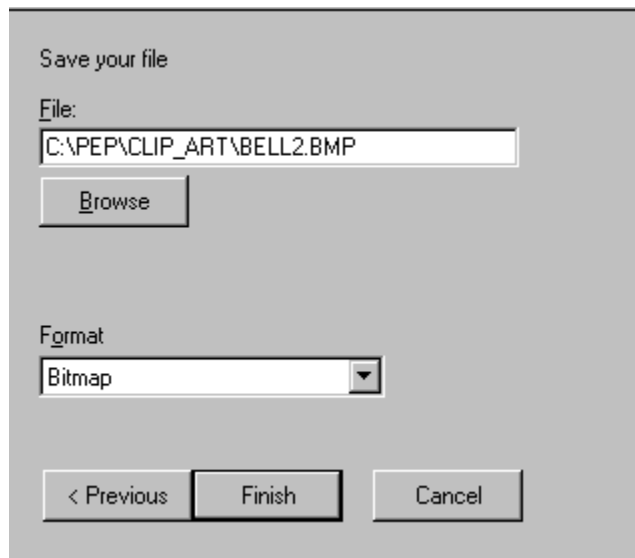 Save your file
File:
C:\PEP\CLIP_ART\BELL2.BMP
Browse
Format
Bitmap
< Previous Finish Cancel